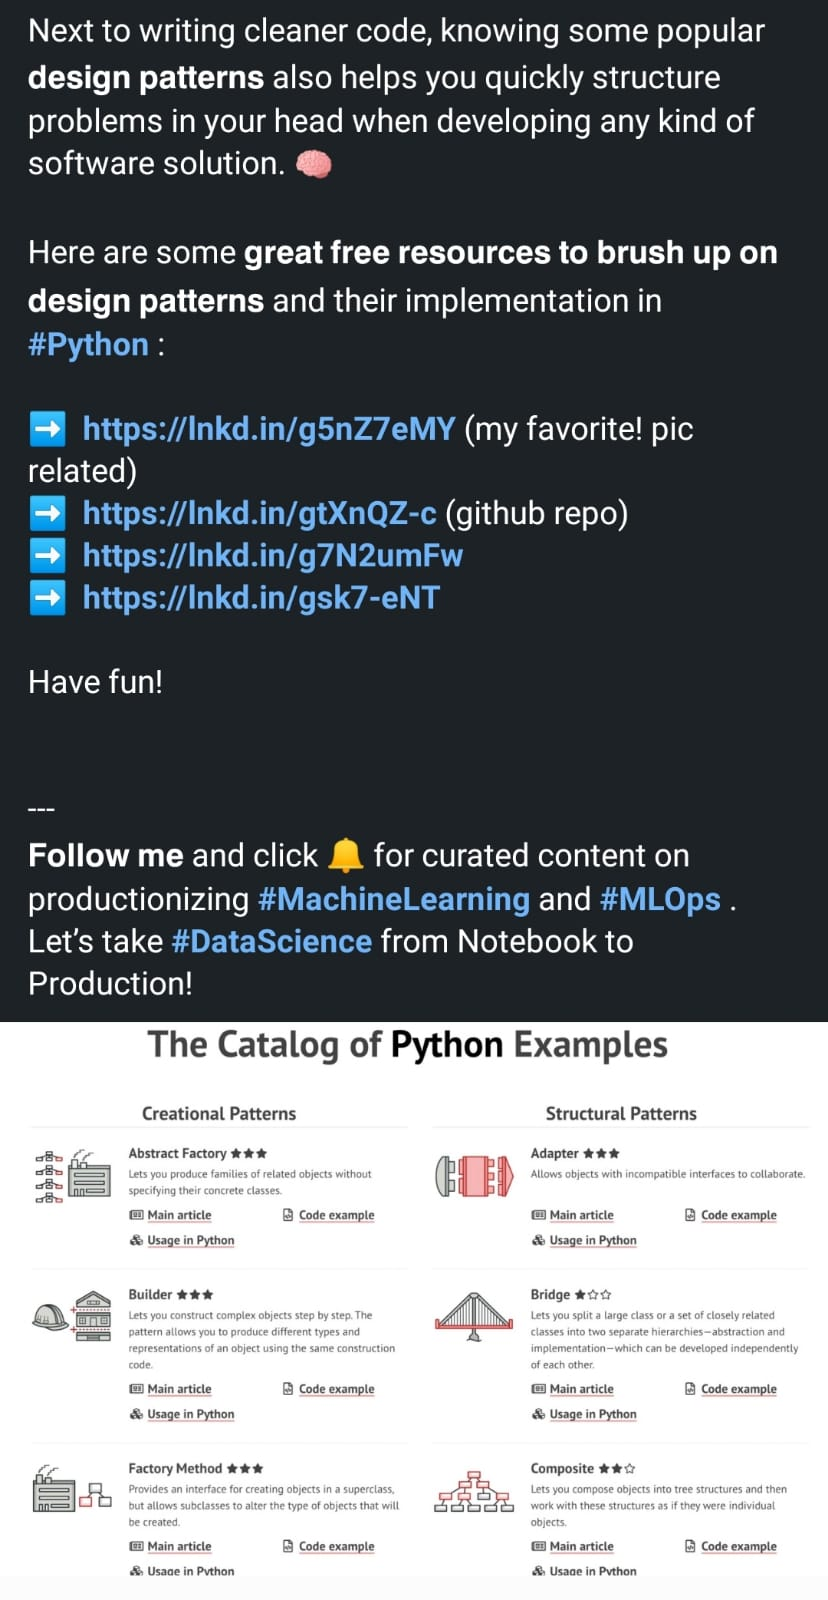 Next to writing cleaner code, knowing some popular
design patterns also helps you quickly structure
problems in your head when developing any kind of
software solution. 🧠
Here are some great free resources to brush up on
design patterns and their implementation in
#Python :
➡️ https://lnkd.in/g5nZ7eMY (my favorite! pic
related)
➡️ https://lnkd.in/gtXnQZ-c (github repo)
➡️ https://lnkd.in/g7N2umFw
➡️ https://lnkd.in/gsk7-eNT
Have fun!
---
Follow me and click 🔔 for curated content on
productionizing #MachineLearning and #MLOps .
Let's take #DataScience from Notebook to
Production!
The Catalog of Python Examples
Creational Patterns
Abstract Factory ★★★
Lets you produce families of related objects without
specifying their concrete classes.
Main article Code example
Usage in Python
Builder ★★★
Lets you construct complex objects step by step. The
pattern allows you to produce different types and
representations of an object using the same construction
code.
Main article Code example
Usage in Python
Factory Method ★★★
Provides an interface for creating objects in a superclass,
but allows subclasses to alter the type of objects that will
be created.
Main article Code example
Usage in Python
Structural Patterns
Adapter ★★★
Allows objects with incompatible interfaces to collaborate.
Main article Code example
Usage in Python
Bridge ★☆☆
Lets you split a large class or a set of closely related
classes into two separate hierarchies—abstraction and
implementation—which can be developed independently
of each other.
Main article Code example
Usage in Python
Composite ★★☆
Lets you compose objects into tree structures and then
work with these structures as if they were individual
objects.
Main article Code example
Usage in Python